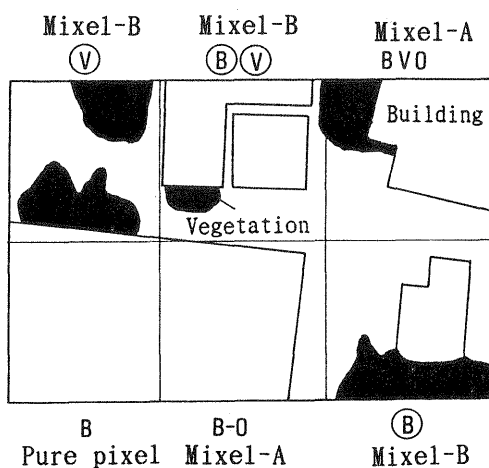 Mixel-B Mixel-B Mixel-A
Ⓥ ⒷⓋ BVO
Building
Vegetation
B B-O Ⓑ
Pure pixel Mixel-A Mixel-B